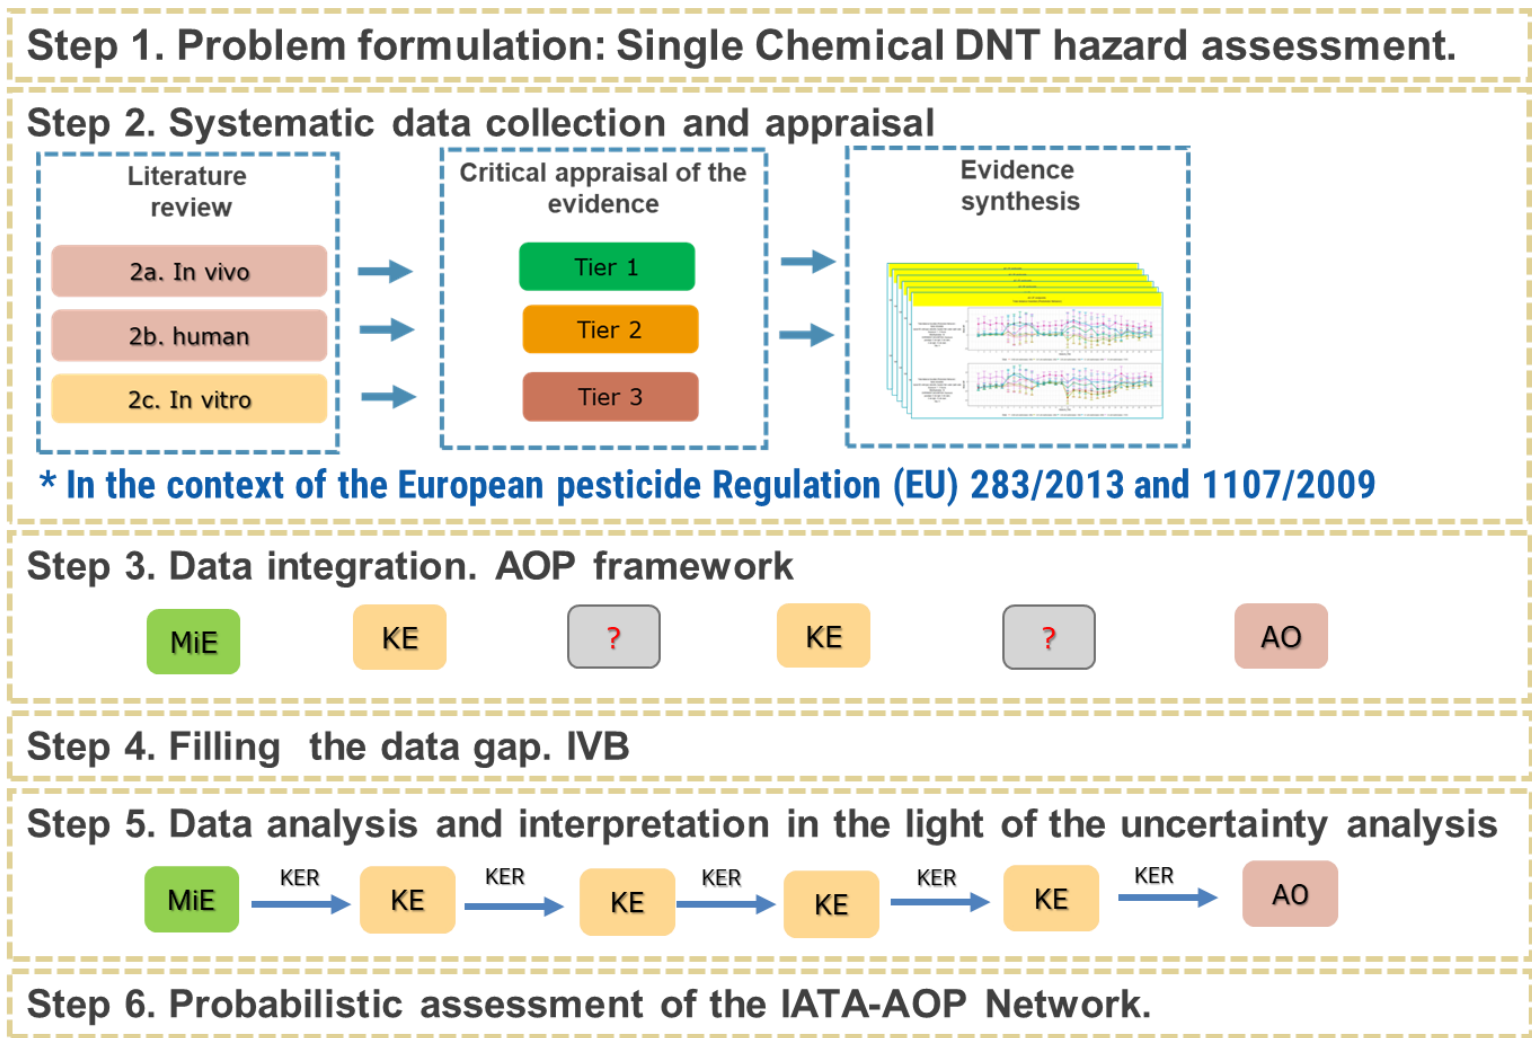 Step 1. Problem formulation: Single Chemical DNT hazard assessment.
Step 2. Systematic data collection and appraisal
Literature
review
2a. In vivo
2b. human
2c. In vitro
Critical appraisal of the
evidence
Tier 1
Tier 2
Tier 3
Evidence
synthesis
* In the context of the European pesticide Regulation (EU) 283/2013 and 1107/2009
Step 3. Data integration. AOP framework
MiE
KE
?
KE
?
AO
Step 4. Filling the data gap. IVB
Step 5. Data analysis and interpretation in the light of the uncertainty analysis
MiE
KER
KE
KER
KE
KER
KE
KER
KE
KER
AO
Step 6. Probabilistic assessment of the IATA-AOP Network.